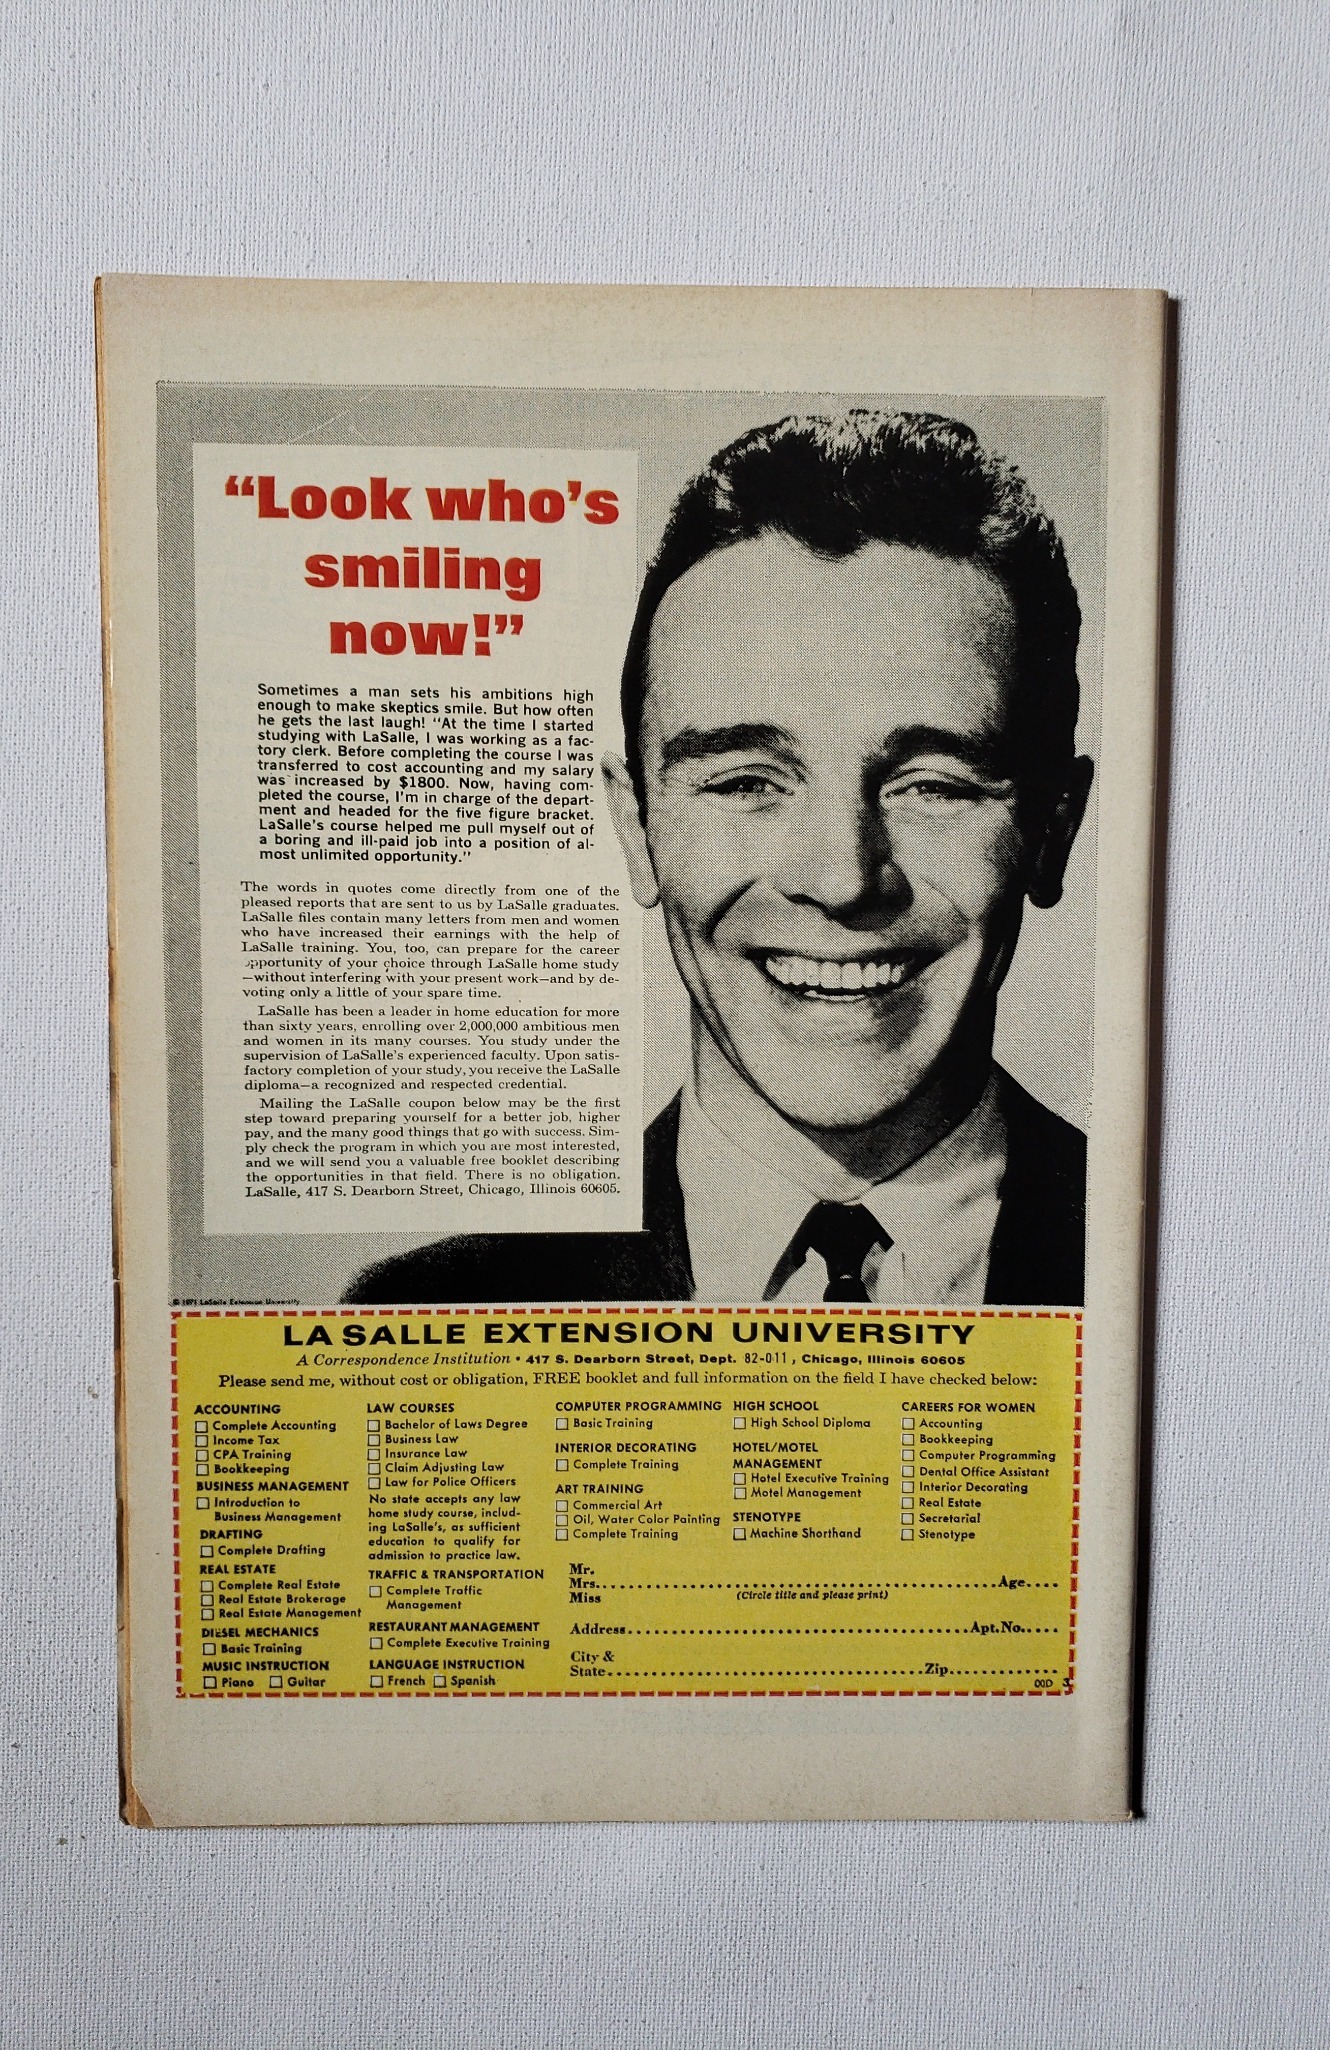 “Look who’s
smiling
now!”
Sometimes a man sets his ambitions high
enough to make skeptics smile. But how often
he gets the last laugh! “At the time I started
studying with LaSalle, I was working as a fac-
tory clerk. Before completing the course I was
transferred to cost accounting and my salary
was increased by $1800. Now, having com-
pleted the course, I’m in charge of the depart-
ment and headed for the five figure bracket.
LaSalle’s course helped me pull myself out of
a boring and ill-paid job into a position of al-
most unlimited opportunity.”
The words in quotes come directly from one of the
pleased reports that are sent to us by LaSalle graduates.
LaSalle files contain many letters from men and women
who have increased their earnings with the help of
LaSalle training. You, too, can prepare for the career
opportunity of your choice through LaSalle home study
—without interfering with your present work—and by de-
voting only a little of your spare time.
LaSalle has been a leader in home education for more
than sixty years, enrolling over 2,000,000 ambitious men
and women in its many courses. You study under the
supervision of LaSalle’s experienced faculty. Upon satis-
factory completion of your study, you receive the LaSalle
diploma—a recognized and respected credential.
Mailing the LaSalle coupon below may be the first
step toward preparing yourself for a better job, higher
pay, and the many good things that go with success. Sim-
ply check the program in which you are most interested,
and we will send you a valuable free booklet describing
the opportunities in that field. There is no obligation.
LaSalle, 417 S. Dearborn Street, Chicago, Illinois 60605.
© 1971 LaSalle Extension University
LA SALLE EXTENSION UNIVERSITY
A Correspondence Institution • 417 S. Dearborn Street, Dept. 82-011, Chicago, Illinois 60605
Please send me, without cost or obligation, FREE booklet and full information on the field I have checked below:
ACCOUNTING
Complete Accounting
Income Tax
CPA Training
Bookkeeping
BUSINESS MANAGEMENT
Introduction to
Business Management
DRAFTING
Complete Drafting
REAL ESTATE
Complete Real Estate
Real Estate Brokerage
Real Estate Management
DIESEL MECHANICS
Basic Training
MUSIC INSTRUCTION
Piano Guitar
LAW COURSES
Bachelor of Laws Degree
Business Law
Insurance Law
Claim Adjusting Law
Law for Police Officers
No state accepts any law
home study course, includ-
ing LaSalle’s, as sufficient
education to qualify for
admission to practice law.
TRAFFIC & TRANSPORTATION
Complete Traffic
Management
RESTAURANT MANAGEMENT
Complete Executive Training
LANGUAGE INSTRUCTION
French Spanish
COMPUTER PROGRAMMING
Basic Training
INTERIOR DECORATING
Complete Training
ART TRAINING
Commercial Art
Oil, Water Color Painting
Complete Training
HIGH SCHOOL
High School Diploma
HOTEL/MOTEL
MANAGEMENT
Hotel Executive Training
Motel Management
STENOTYPE
Machine Shorthand
CAREERS FOR WOMEN
Accounting
Bookkeeping
Computer Programming
Dental Office Assistant
Interior Decorating
Real Estate
Secretarial
Stenotype
Mr.
Mrs. Age
Miss (Circle title and please print)
Address Apt. No.
City &
State Zip
00D 3